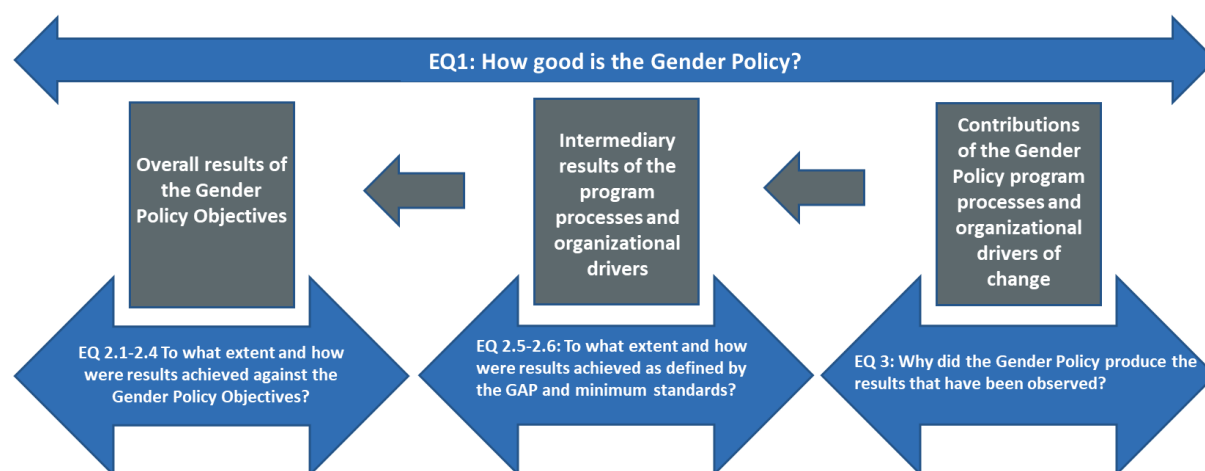 EQ1: How good is the Gender Policy?
Overall results of
the Gender
Policy Objectives
Intermediary
results of the
program
processes and
organizational
drivers
Contributions
of the Gender
Policy program
processes and
organizational
drivers of
change
EQ 2.1-2.4 To what extent and how
were results achieved against the
Gender Policy Objectives?
EQ 2.5-2.6: To what extent and how
were results achieved as defined by
the GAP and minimum standards?
EQ 3: Why did the Gender Policy produce the
results that have been observed?